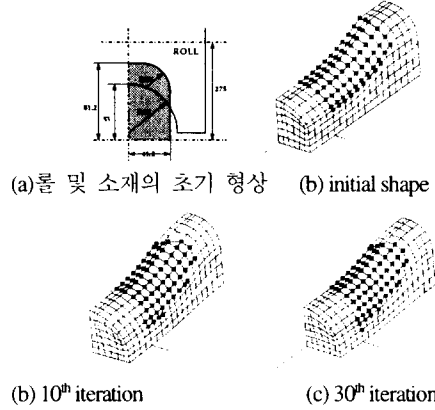 ROLL
275
81.2
51
(a)롤 및 소재의 초기 형상
(b) initial shape
(b) 10th iteration
(c) 30th iteration